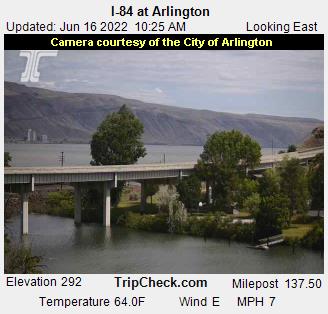 I-84 at Arlington
Updated: Jun 16 2022 10:25 AM Looking East
Camera courtesy of the City of Arlington
Elevation 292 TripCheck.com Milepost 137.50
Temperature 64.0F Wind E MPH 7